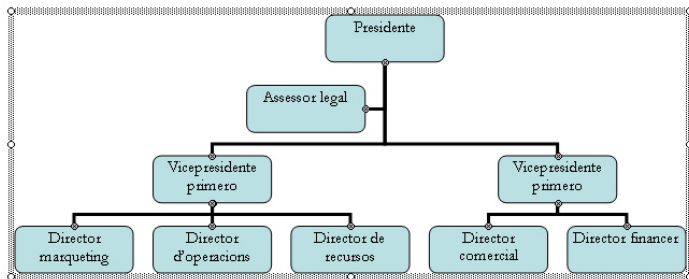 Presidente
Assessor legal
Vicepresidente
primero
Vicepresidente
primero
Director
marqueting
Director
d'operacions
Director de
recursos
Director
comercial
Director financer